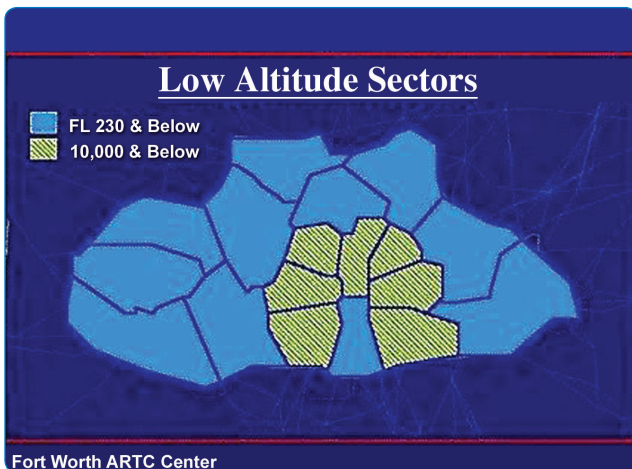 Low Altitude Sectors
FL 230 & Below
10,000 & Below
Fort Worth ARTC Center